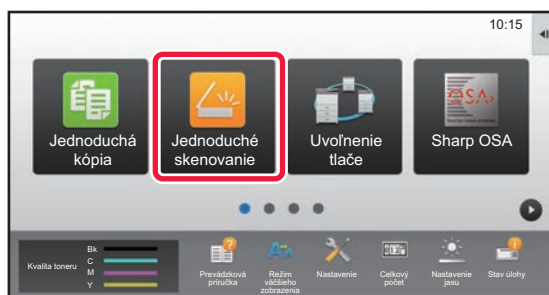 10:15
Jednoduchá
kópia
Jednoduché
skenovanie
Uvoľnenie
tlače
Sharp OSA
Kvalita toneru
Bk
C
M
Y
Prevádzková
príručka
Režim
väčšieho
zobrazenia
Nastavenie
Celkový
počet
Nastavenie
jasu
Stav úlohy